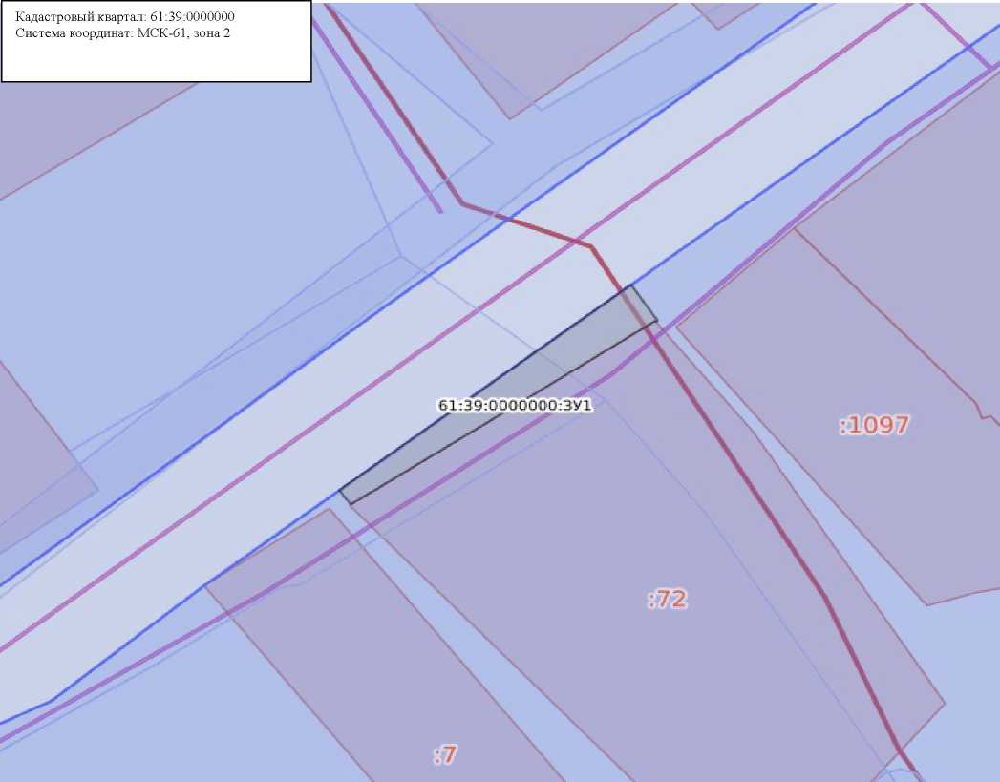 Кадастровый квартал: 61:39:0000000
Система координат: МСК-61, зона 2
61:39:0000000:ЗУ1
:1097
:72
:7